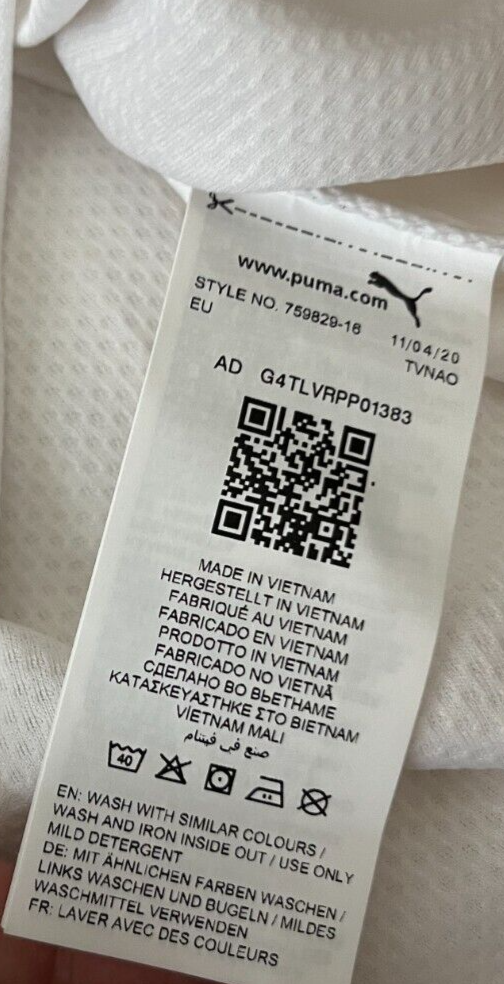 www.puma.com
STYLE NO. 759829-16 11/04/20
EU TVNAO
AD G4TLVRPP01383
MADE IN VIETNAM
HERGESTELLT IN VIETNAM
FABRIQUÉ AU VIETNAM
FABRICADO EN VIETNAM
PRODOTTO IN VIETNAM
FABRICADO NO VIETNÃ
СДЕЛАНО ВО ВЬЕТНАМЕ
ΚΑΤΑΣΚΕΥΑΣΤΗΚΕ ΣΤΟ ΒΙΕΤΝΑΜ
VİETNAM MALI
صنع في فيتنام
40
EN: WASH WITH SIMILAR COLOURS /
WASH AND IRON INSIDE OUT / USE ONLY
MILD DETERGENT
DE: MIT ÄHNLICHEN FARBEN WASCHEN /
LINKS WASCHEN UND BUGELN / MILDES
WASCHMITTEL VERWENDEN
FR: LAVER AVEC DES COULEURS